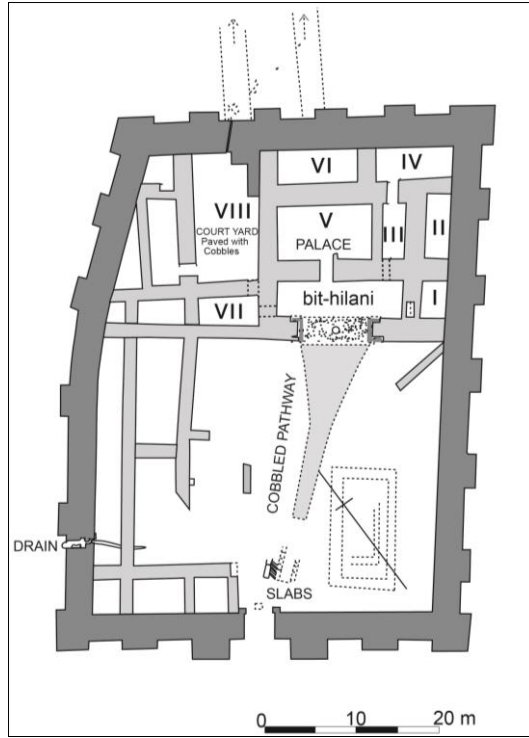 VI
IV
VIII
COURT YARD
Paved with
Cobbles
V
PALACE
III
II
VII
bit-hilani
I
COBBLED PATHWAY
DRAIN
SLABS
0
10
20 m